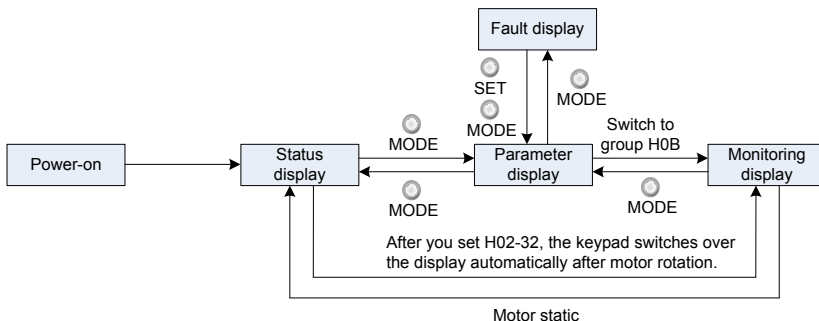 Fault display
SET
MODE
MODE
MODE
Switch to
group H0B
Power-on
Status
display
Parameter
display
Monitoring
display
MODE
MODE
After you set H02-32, the keypad switches over
the display automatically after motor rotation.
Motor static